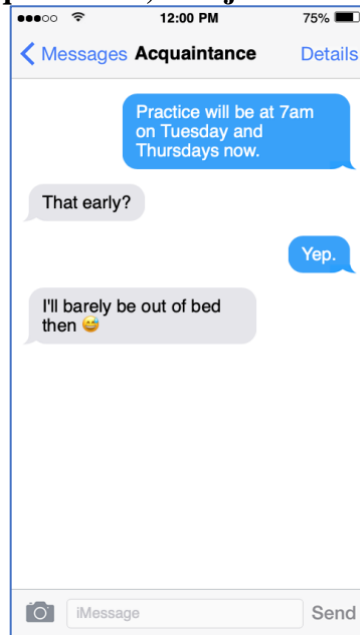 12:00 PM
75%
Messages Acquaintance Details
Practice will be at 7am
on Tuesday and
Thursdays now.
That early?
Yep.
I'll barely be out of bed
then 😅
iMessage Send